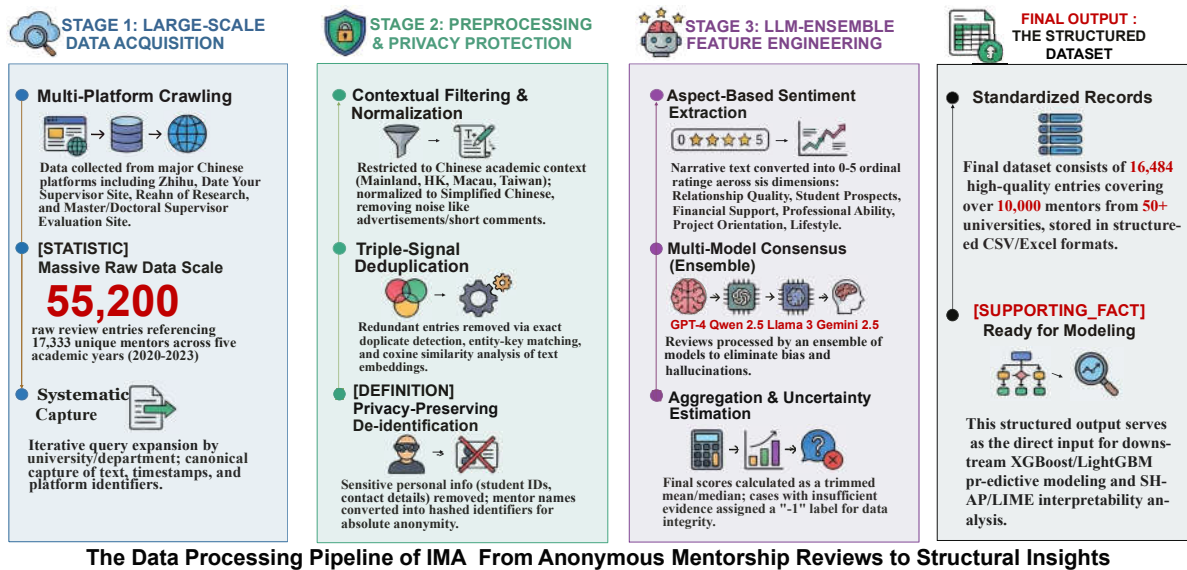 STAGE 1: LARGE-SCALE
DATA ACQUISITION
Multi-Platform Crawling
Data collected from major Chinese
platforms including Zhihu, Date Your
Supervisor Site, Reahn of Research,
and Master/Doctoral Supervisor
Evaluation Site.
[STATISTIC]
Massive Raw Data Scale
55,200
raw review entries referencing
17,333 unique mentors across five
academic years (2020-2023)
Systematic
Capture
Iterative query expansion by
university/department; canonical
capture of text, timestamps, and
platform identifiers.
STAGE 2: PREPROCESSING
& PRIVACY PROTECTION
Contextual Filtering &
Normalization
T+
Restricted to Chinese academic context
(Mainland, HK, Macau, Taiwan);
normalized to Simplified Chinese,
removing noise like
advertisements/short comments.
Triple-Signal
Deduplication
Redundant entries removed via exact
doplicate detection, entity-key matching,
and coxine similarity analysis of text
embeddings.
[DEFINITION]
Privacy-Preserving
De-identification
Sensitive personal info (student IDs,
contact details) removed; mentor names
converted into hashed identifiers for
absolute anonymity.
STAGE 3: LLM-ENSEMBLE
FEATURE ENGINEERING
Aspect-Based Sentiment
Extraction
0 5
Narrative text converted into 0-5 ordinal
ratinge across sis dimensions:
Relationship Quality, Student Prospects,
Financial Support, Professional Ability,
Project Orientation, Lifestyle.
Multi-Model Consensus
(Ensemble)
GPT-4 Qwen 2.5 Llama 3 Gemini 2.5
Reviews processed by an ensemble of
models to eliminate bias and
hallucinations.
Aggregation & Uncertainty
Estimation
?
Final scores calculated as a trimmed
mean/median; cases with insufficient
evidence assigned a "-1" label for data
integrity.
FINAL OUTPUT :
THE STRUCTURED
DATASET
Standardized Records
Final dataset consists of 16,484
high-quality entries covering
over 10,000 mentors from 50+
universities, stored in structure-
ed CSV/Excel formats.
[SUPPORTING_FACT]
Ready for Modeling
This structured output serves
as the direct input for downs-
tream XGBoost/LightGBM
pr-edictive modeling and SH-
AP/LIME interpretability an-
alysis.
The Data Processing Pipeline of IMA From Anonymous Mentorship Reviews to Structural Insights